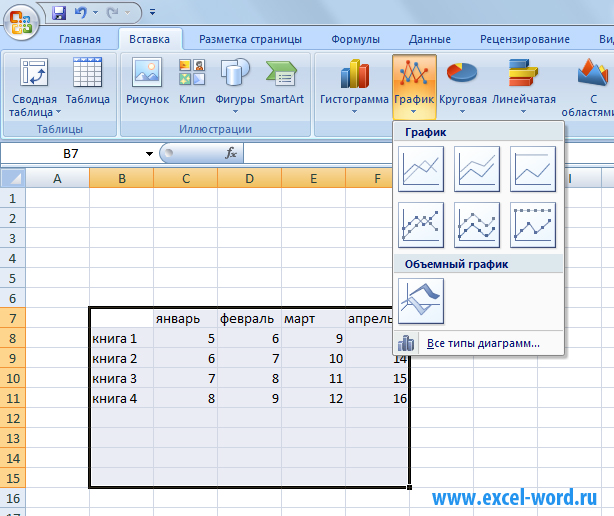 Главная Вставка Разметка страницы Формулы Данные Рецензирование Вид
Сводная таблица Таблица Рисунок Клип Фигуры SmartArt Гистограмма График Круговая Линейчатая С областями
Таблицы Иллюстрации
B7 fx
График
Объемный график
Все типы диаграмм...
A B C D E F I
1
2
3
4
5
6
7 январь февраль март апрель
8 книга 1 5 6 9
9 книга 2 6 7 10 14
10 книга 3 7 8 11 15
11 книга 4 8 9 12 16
12
13
14
15
16
17
www.excel-word.ru